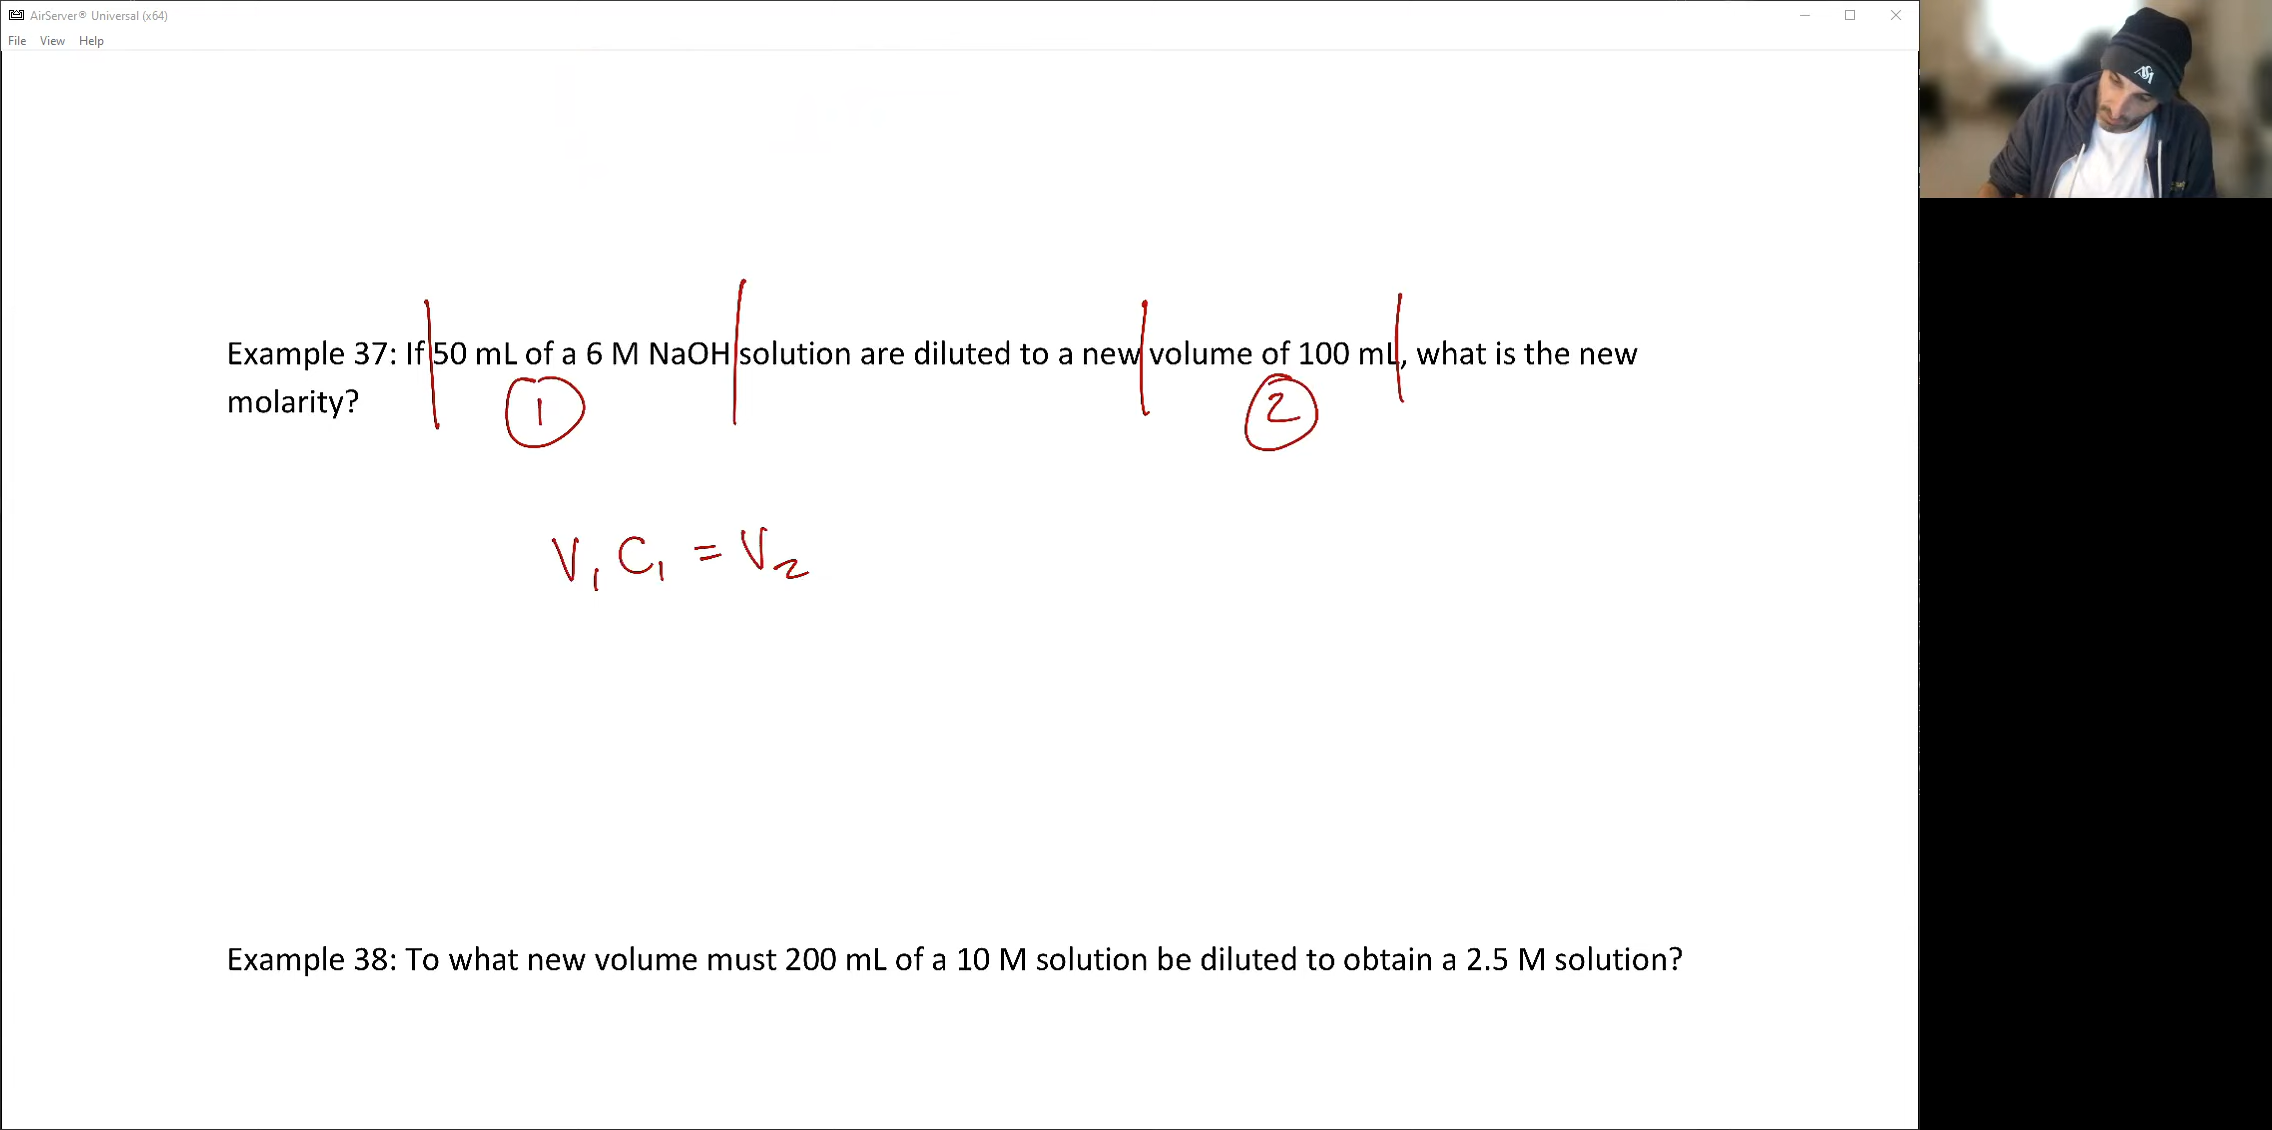 AirServer® Universal (x64)
File View Help
Example 37: If 50 mL of a 6 M NaOH solution are diluted to a new volume of 100 mL, what is the new
molarity?
1 2
V₁ C₁ = V₂
Example 38: To what new volume must 200 mL of a 10 M solution be diluted to obtain a 2.5 M solution?